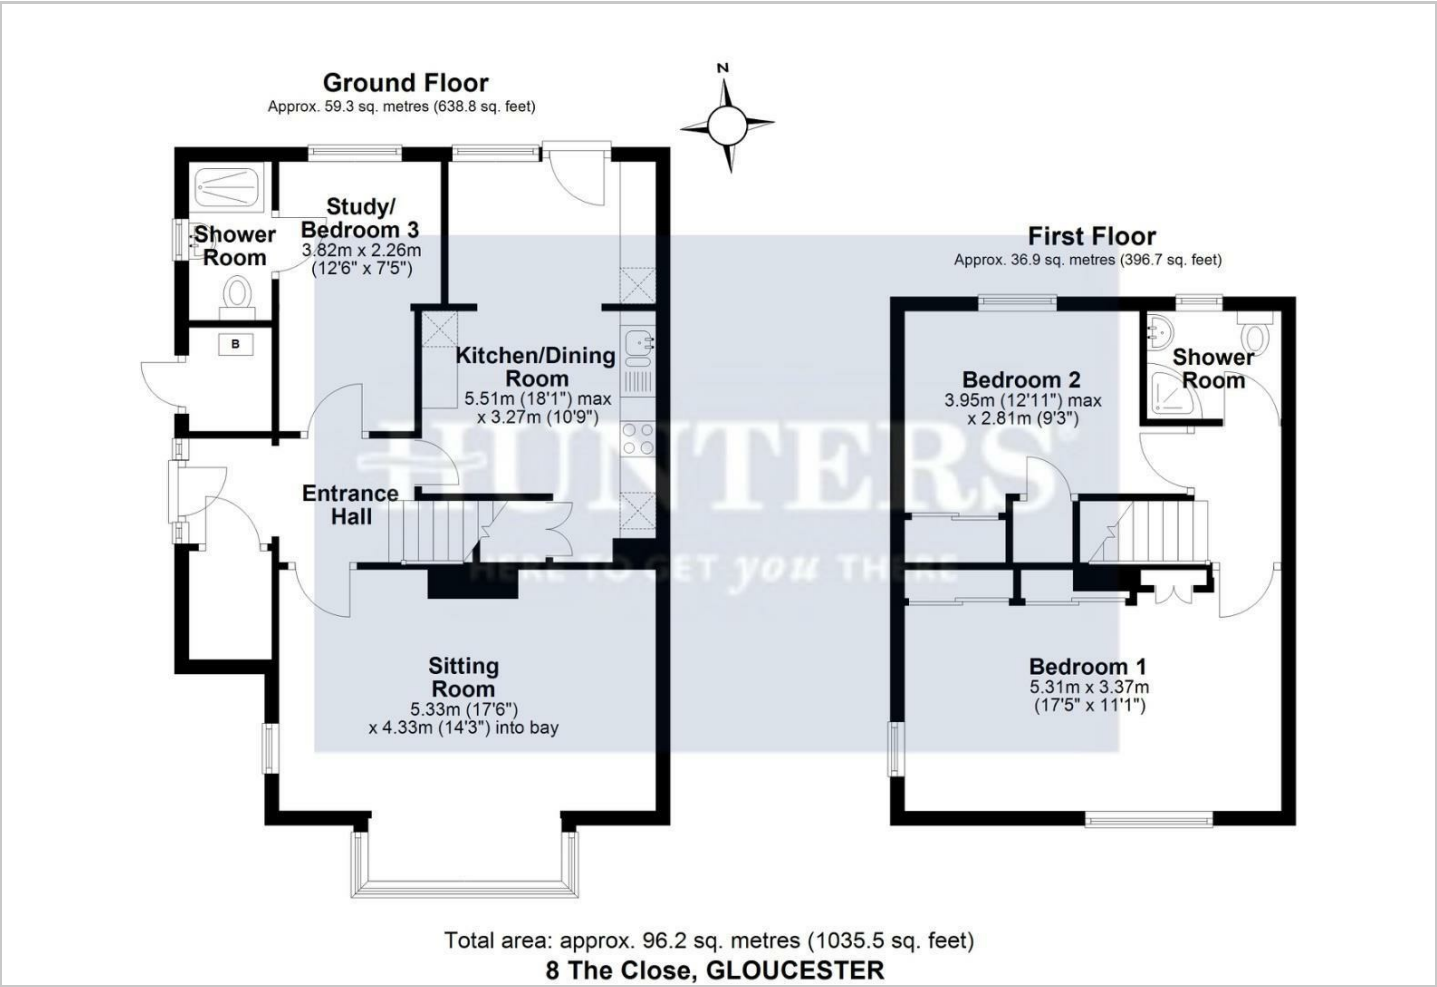 N
Ground Floor
Approx. 59.3 sq. metres (638.8 sq. feet)
Study/
Bedroom 3
3.82m x 2.26m
(12'6" x 7'5")
Shower
Room
B
Kitchen/Dining
Room
5.51m (18'1") max
x 3.27m (10'9")
Entrance
Hall
Sitting
Room
5.33m (17'6")
x 4.33m (14'3") into bay
First Floor
Approx. 36.9 sq. metres (396.7 sq. feet)
Bedroom 2
3.95m (12'11") max
x 2.81m (9'3")
Shower
Room
Bedroom 1
5.31m x 3.37m
(17'5" x 11'1")
HUNTERS®
HERE TO GET you THERE
Total area: approx. 96.2 sq. metres (1035.5 sq. feet)
8 The Close, GLOUCESTER